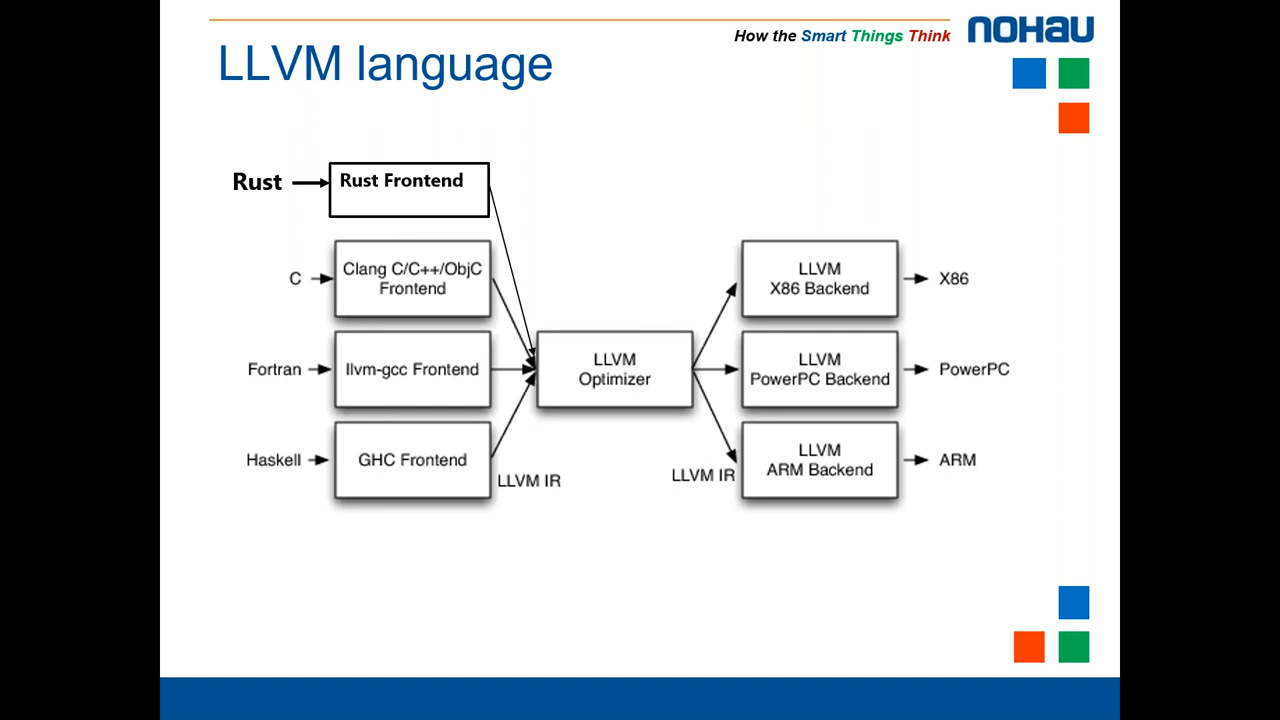 How the Smart Things Think
NOHAU
LLVM language
Rust
Rust Frontend
C
Clang C/C++/ObjC
Frontend
LLVM
X86 Backend
X86
Fortran
llvm-gcc Frontend
LLVM
Optimizer
LLVM
PowerPC Backend
PowerPC
Haskell
GHC Frontend
LLVM IR
LLVM IR
LLVM
ARM Backend
ARM